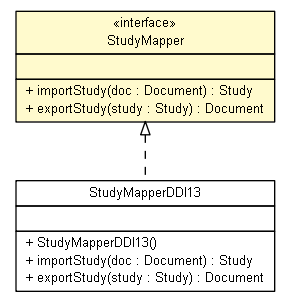 «interface»
StudyMapper
+ importStudy(doc : Document) : Study
+ exportStudy(study : Study) : Document
StudyMapperDDI13
+ StudyMapperDDI13()
+ importStudy(doc : Document) : Study
+ exportStudy(study : Study) : Document